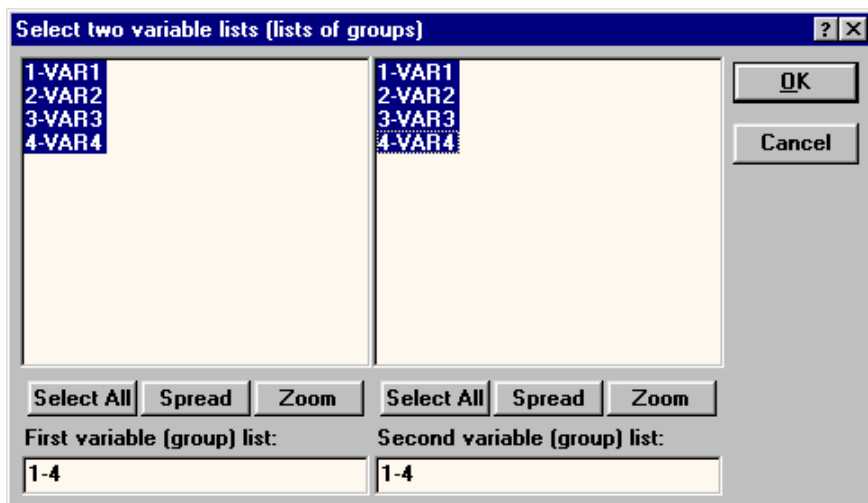 Select two variable lists (lists of groups)
1-VAR1
2-VAR2
3-VAR3
4-VAR4
1-VAR1
2-VAR2
3-VAR3
4-VAR4
OK
Cancel
Select All Spread Zoom
Select All Spread Zoom
First variable (group) list:
1-4
Second variable (group) list:
1-4